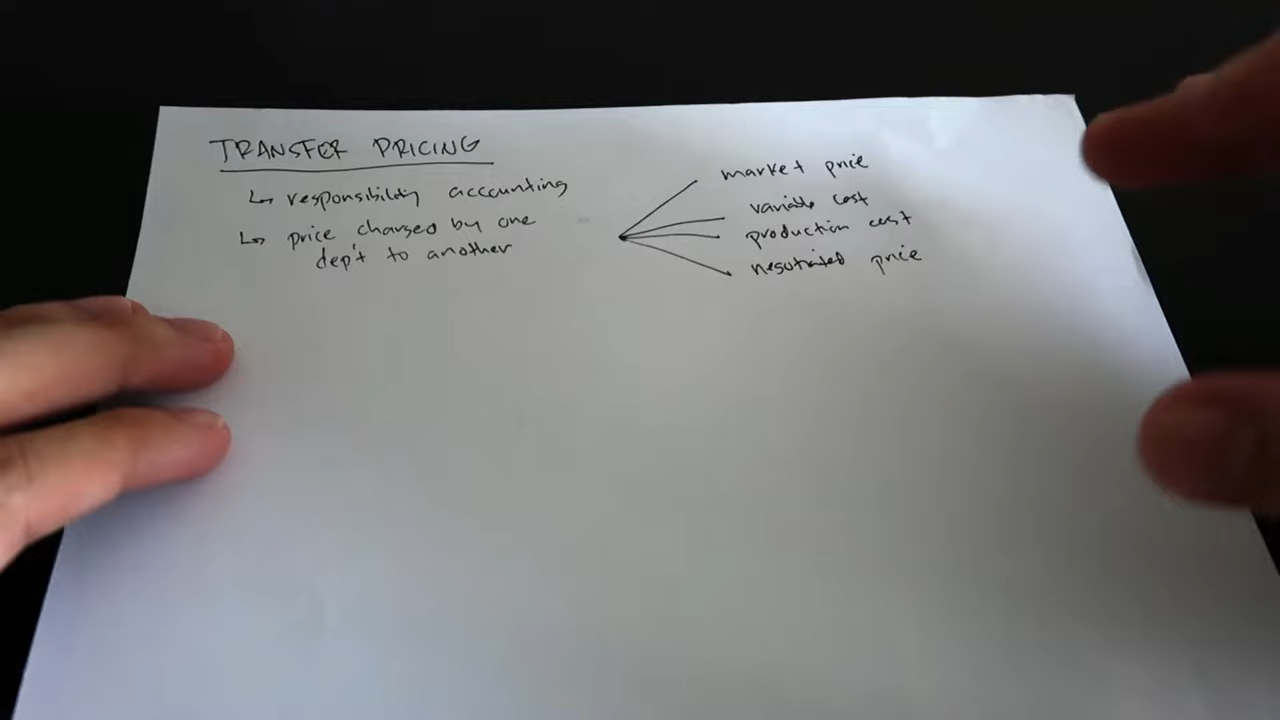 TRANSFER PRICING
responsibility accounting
price charged by one
dep't to another
market price
variable cost
production cost
negotiated price